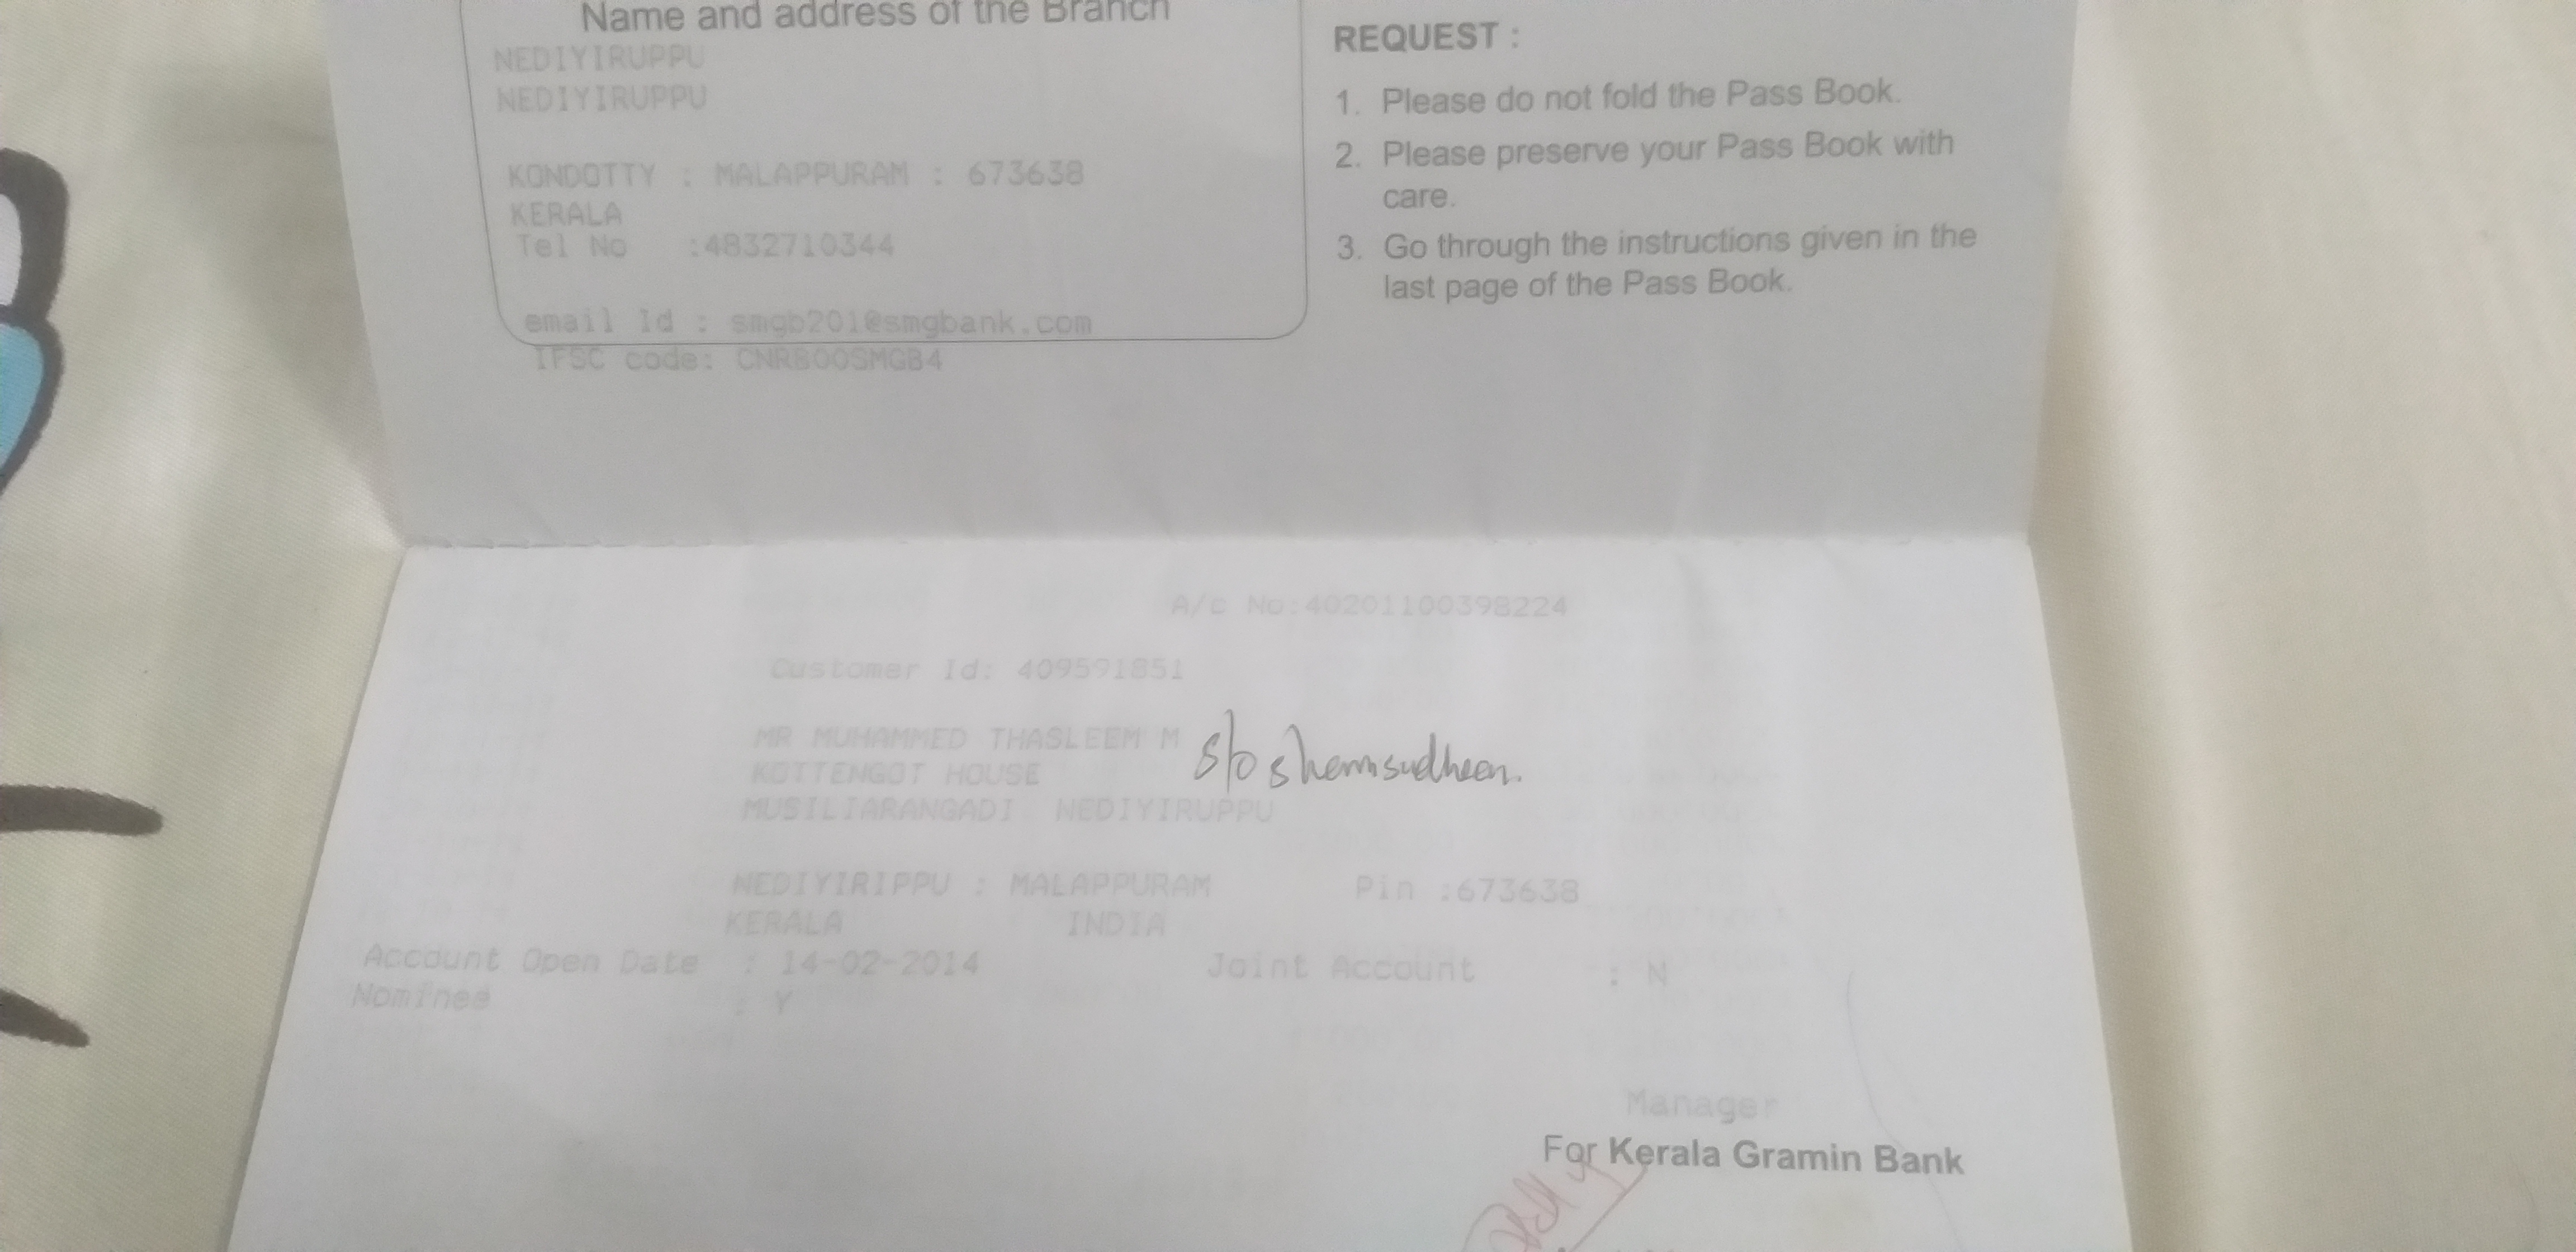 Name and address of the Branch
NEDIYIRUPPU
NEDIYIRUPPU
KONDOTTY : MALAPPURAM : 673638
KERALA
Tel No :4832710344
email Id : smgb201@smgbank.com
IFSC code: CNRB00SMGB4
REQUEST :
1. Please do not fold the Pass Book.
2. Please preserve your Pass Book with
care.
3. Go through the instructions given in the
last page of the Pass Book.
A/c No:40201100398224
Customer Id: 409591851
MR MUHAMMED THASLEEM M S/o shemsudheen.
KOTTENGOT HOUSE
MUSILIARANGADI NEDIYIRUPPU
NEDIYIRIPPU : MALAPPURAM Pin :673638
KERALA INDIA
Account Open Date : 14-02-2014 Joint Account : N
Nominee : Y
Manager
For Kerala Gramin Bank